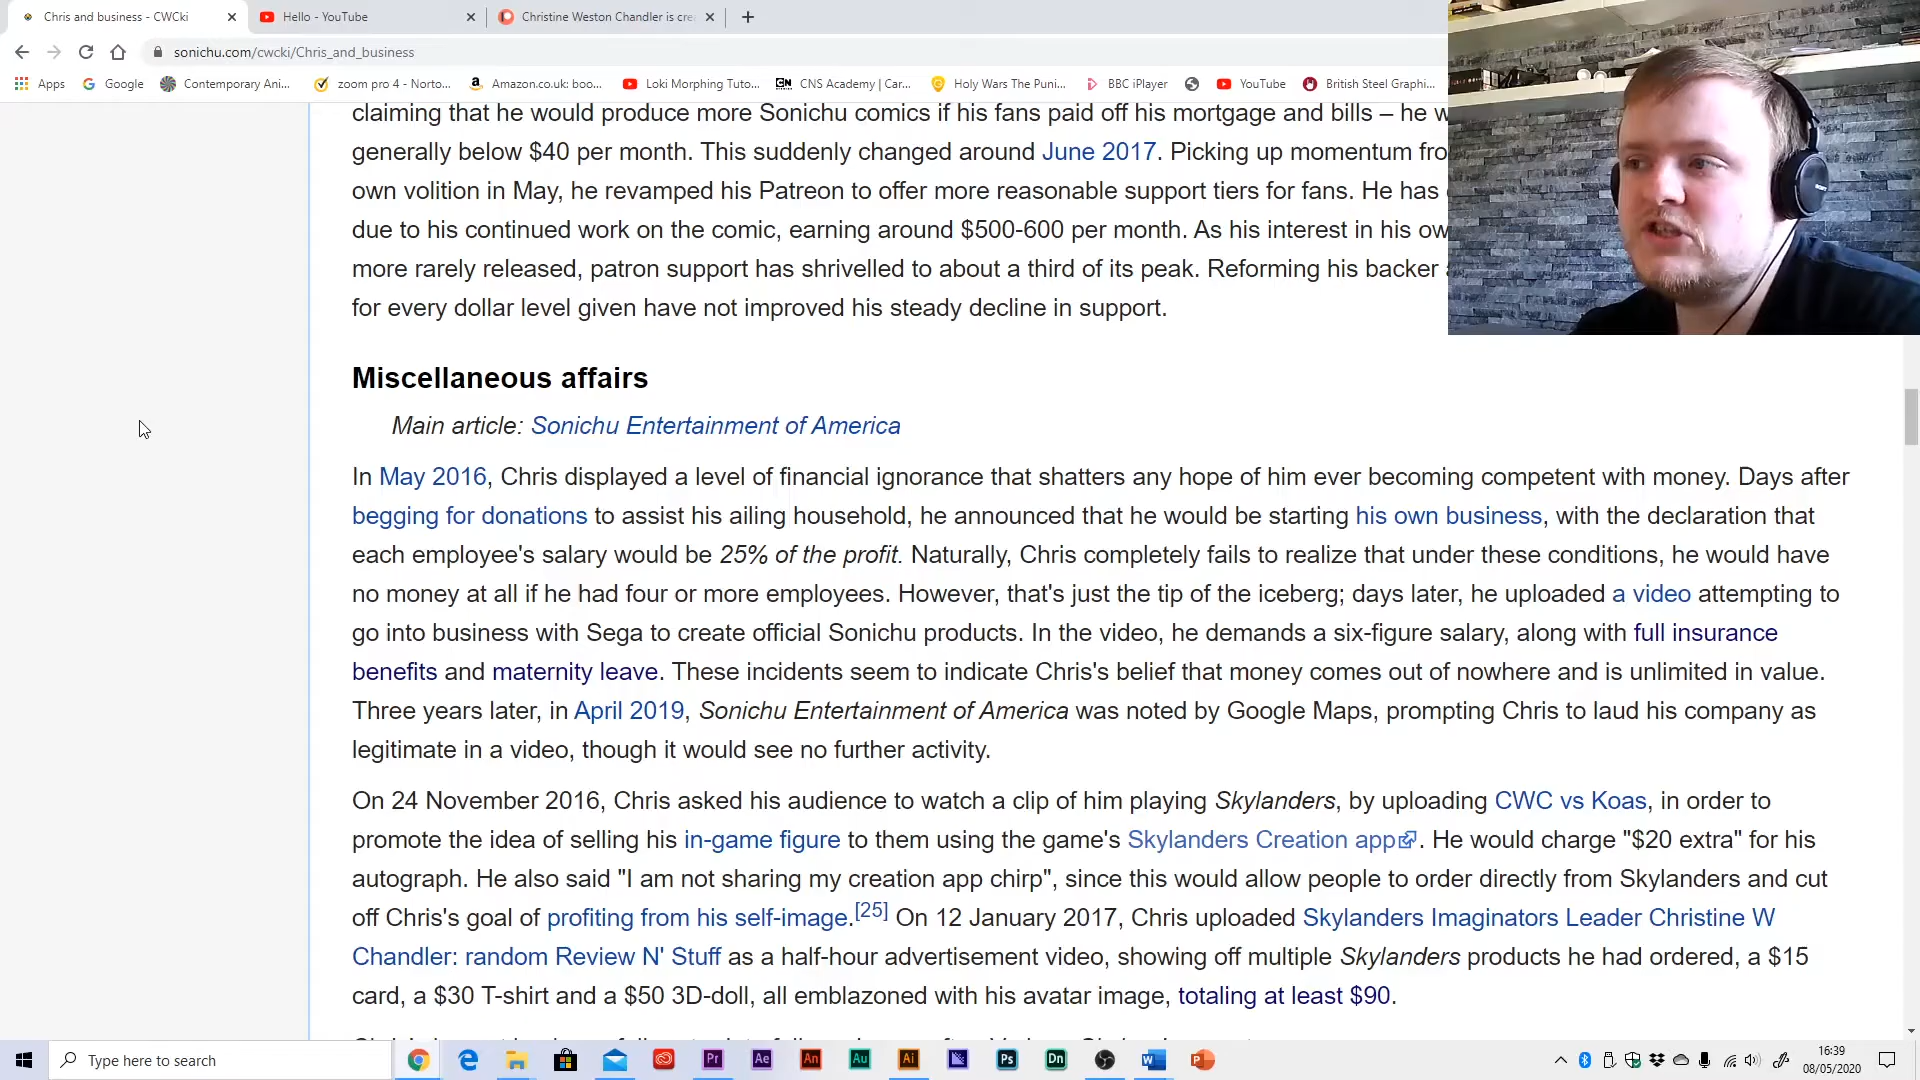 Chris and business - CWCki
Hello - YouTube
Christine Weston Chandler is cre
sonichu.com/cwcki/Chris_and_business
Apps
Google
Contemporary Ani...
zoom pro 4 - Norto...
Amazon.co.uk: boo...
Loki Morphing Tuto...
CNS Academy | Car...
Holy Wars The Puni...
BBC iPlayer
YouTube
British Steel Graphi...
claiming that he would produce more Sonichu comics if his fans paid off his mortgage and bills – he w
generally below $40 per month. This suddenly changed around June 2017. Picking up momentum fro
own volition in May, he revamped his Patreon to offer more reasonable support tiers for fans. He has
due to his continued work on the comic, earning around $500-600 per month. As his interest in his ow
more rarely released, patron support has shrivelled to about a third of its peak. Reforming his backer
for every dollar level given have not improved his steady decline in support.
Miscellaneous affairs
Main article: Sonichu Entertainment of America
In May 2016, Chris displayed a level of financial ignorance that shatters any hope of him ever becoming competent with money. Days after
begging for donations to assist his ailing household, he announced that he would be starting his own business, with the declaration that
each employee's salary would be 25% of the profit. Naturally, Chris completely fails to realize that under these conditions, he would have
no money at all if he had four or more employees. However, that's just the tip of the iceberg; days later, he uploaded a video attempting to
go into business with Sega to create official Sonichu products. In the video, he demands a six-figure salary, along with full insurance
benefits and maternity leave. These incidents seem to indicate Chris's belief that money comes out of nowhere and is unlimited in value.
Three years later, in April 2019, Sonichu Entertainment of America was noted by Google Maps, prompting Chris to laud his company as
legitimate in a video, though it would see no further activity.
On 24 November 2016, Chris asked his audience to watch a clip of him playing Skylanders, by uploading CWC vs Koas, in order to
promote the idea of selling his in-game figure to them using the game's Skylanders Creation app. He would charge "$20 extra" for his
autograph. He also said "I am not sharing my creation app chirp", since this would allow people to order directly from Skylanders and cut
off Chris's goal of profiting from his self-image.[25] On 12 January 2017, Chris uploaded Skylanders Imaginators Leader Christine W
Chandler: random Review N' Stuff as a half-hour advertisement video, showing off multiple Skylanders products he had ordered, a $15
card, a $30 T-shirt and a $50 3D-doll, all emblazoned with his avatar image, totaling at least $90.
Type here to search
Pr
Ae
An
Au
Ai
Ps
Dn
16:39
08/05/2020